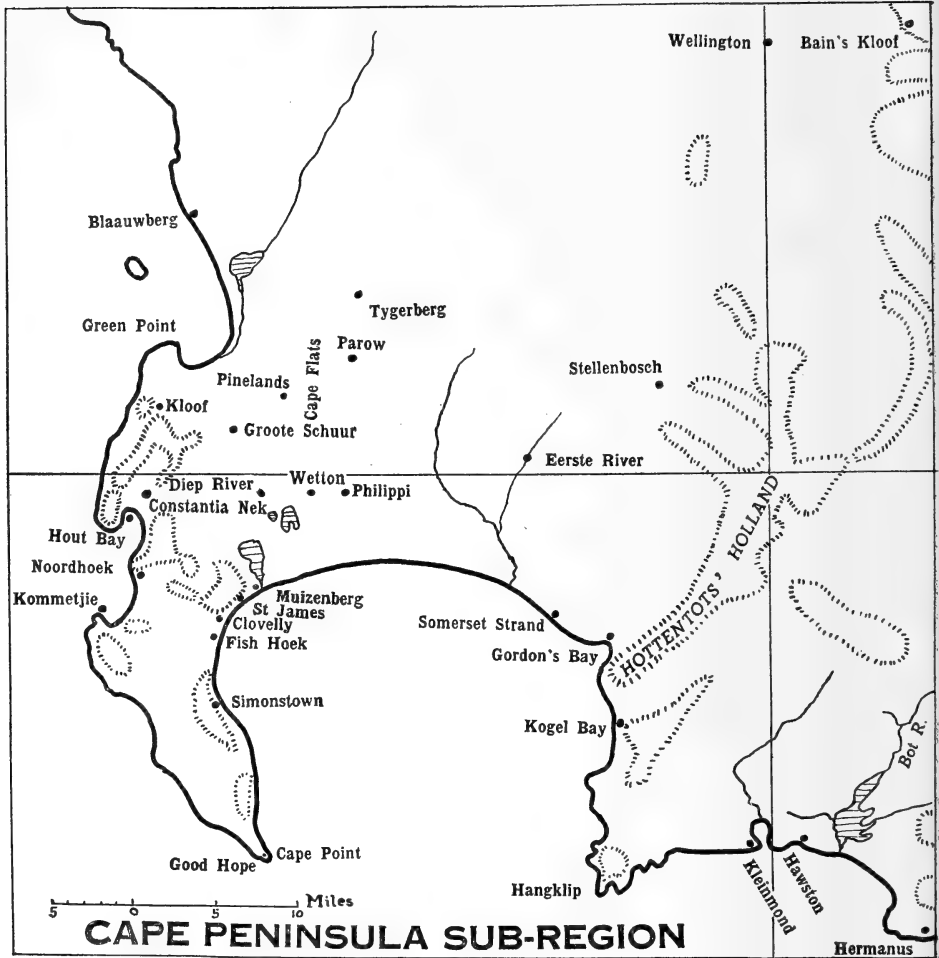 Wellington
Bain's Kloof
Blaauwberg
Tygerberg
Green Point
Parow
Cape Flats
Pinelands
Stellenbosch
Kloof
Groote Schuur
Eerste River
Diep River
Wetton
Philippi
Constantia Nek
HOTTENTOTS' HOLLAND
Hout Bay
Noordhoek
Kommetjie
Muizenberg
St James
Clovelly
Fish Hoek
Somerset Strand
Gordon's Bay
Simonstown
Kogel Bay
Bot R.
Cape Point
Good Hope
Hangklip
Kleinmond
Hawston
Hermanus
5 0 5 10 Miles
CAPE PENINSULA SUB-REGION